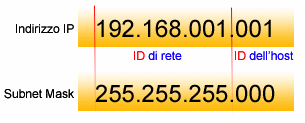 Indirizzo IP 192.168.001.001
ID di rete ID dell'host
Subnet Mask 255.255.255.000